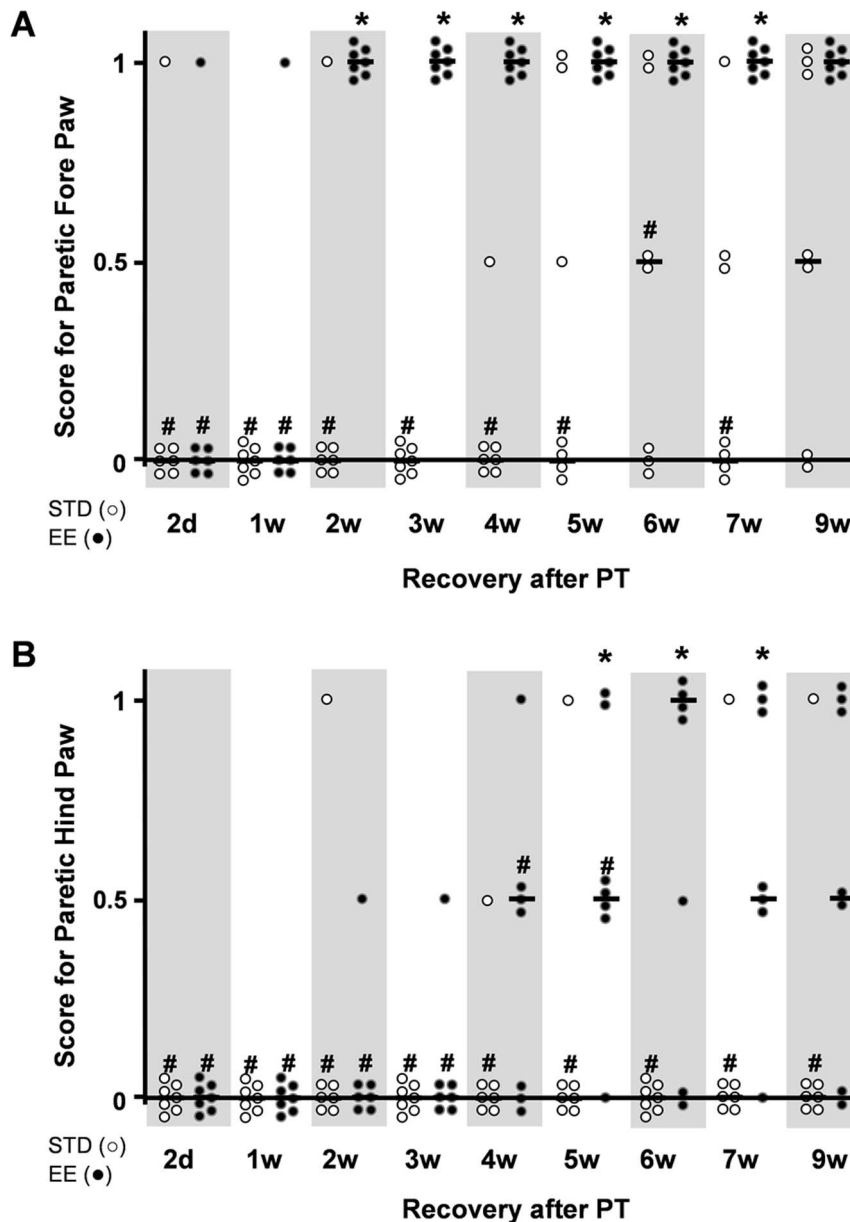 A
* * * * * * *
1
Score for Paretic Fore Paw
#
0.5
# # # # # # # # #
0
STD (○)
EE (●)
2d 1w 2w 3w 4w 5w 6w 7w 9w
Recovery after PT
B
* * *
1
Score for Paretic Hind Paw
# #
0.5
# # # # # # # # # # # # #
0
STD (○)
EE (●)
2d 1w 2w 3w 4w 5w 6w 7w 9w
Recovery after PT